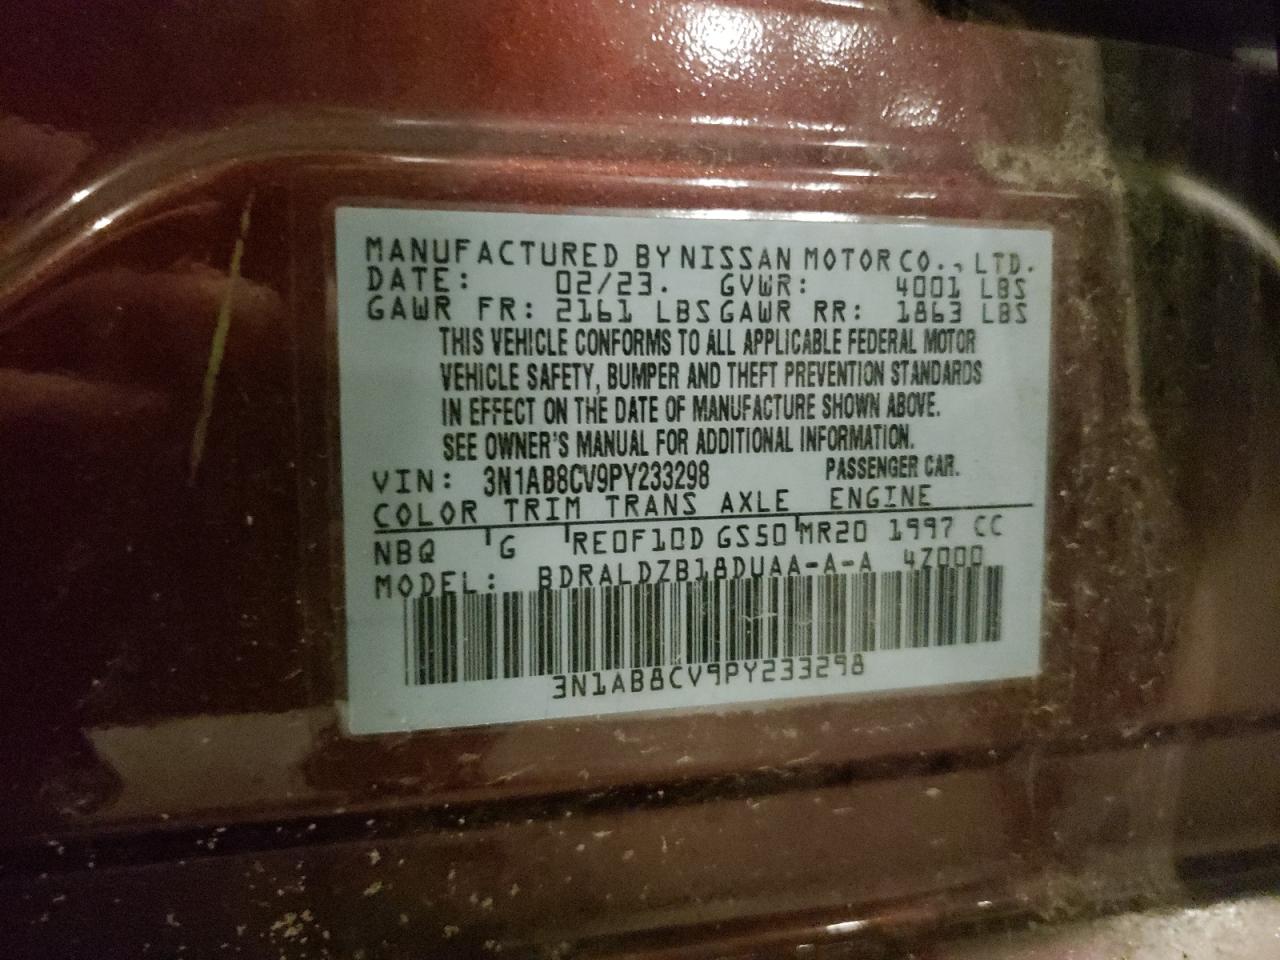 MANUFACTURED BY NISSAN MOTOR CO., LTD.
DATE: 02/23. GVWR: 4001 LBS
GAWR FR: 2161 LBS GAWR RR: 1863 LBS
THIS VEHICLE CONFORMS TO ALL APPLICABLE FEDERAL MOTOR
VEHICLE SAFETY, BUMPER AND THEFT PREVENTION STANDARDS
IN EFFECT ON THE DATE OF MANUFACTURE SHOWN ABOVE.
SEE OWNER'S MANUAL FOR ADDITIONAL INFORMATION.
VIN: 3N1AB8CV9PY233298 PASSENGER CAR.
COLOR TRIM TRANS AXLE ENGINE
NBQ G RE0F10D GS50 MR20 1997 CC
MODEL: BDRALDZB18DUAA-A-A 4Z000
3N1AB8CV9PY233298